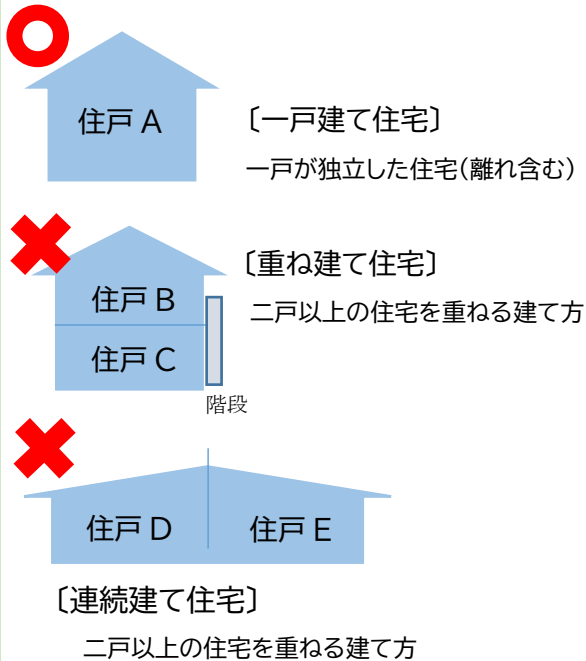 住戸 A
〔一戸建て住宅〕
一戸が独立した住宅(離れ含む)
〔重ね建て住宅〕
住戸 B
二戸以上の住宅を重ねる建て方
住戸 C
階段
住戸 D
住戸 E
〔連続建て住宅〕
二戸以上の住宅を重ねる建て方